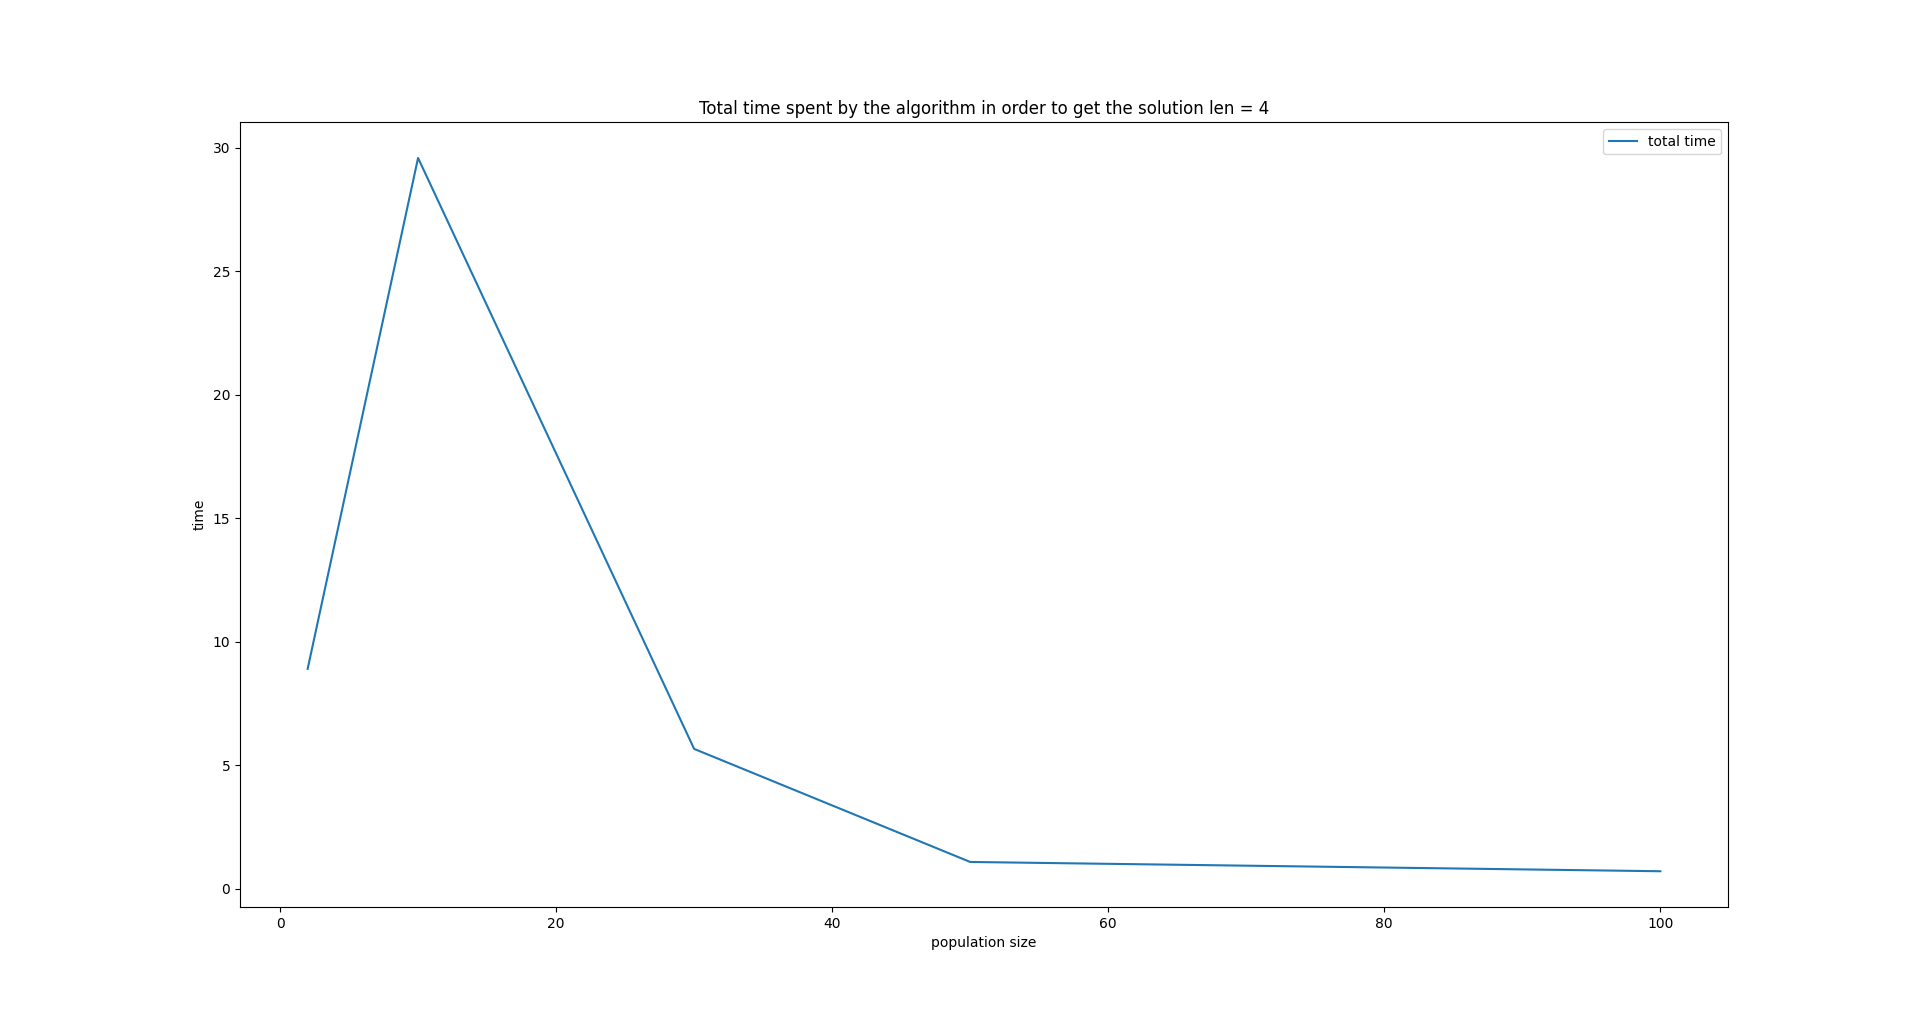 Total time spent by the algorithm in order to get the solution len = 4
total time
30
25
20
15
10
5
0
time
0 20 40 60 80 100
population size